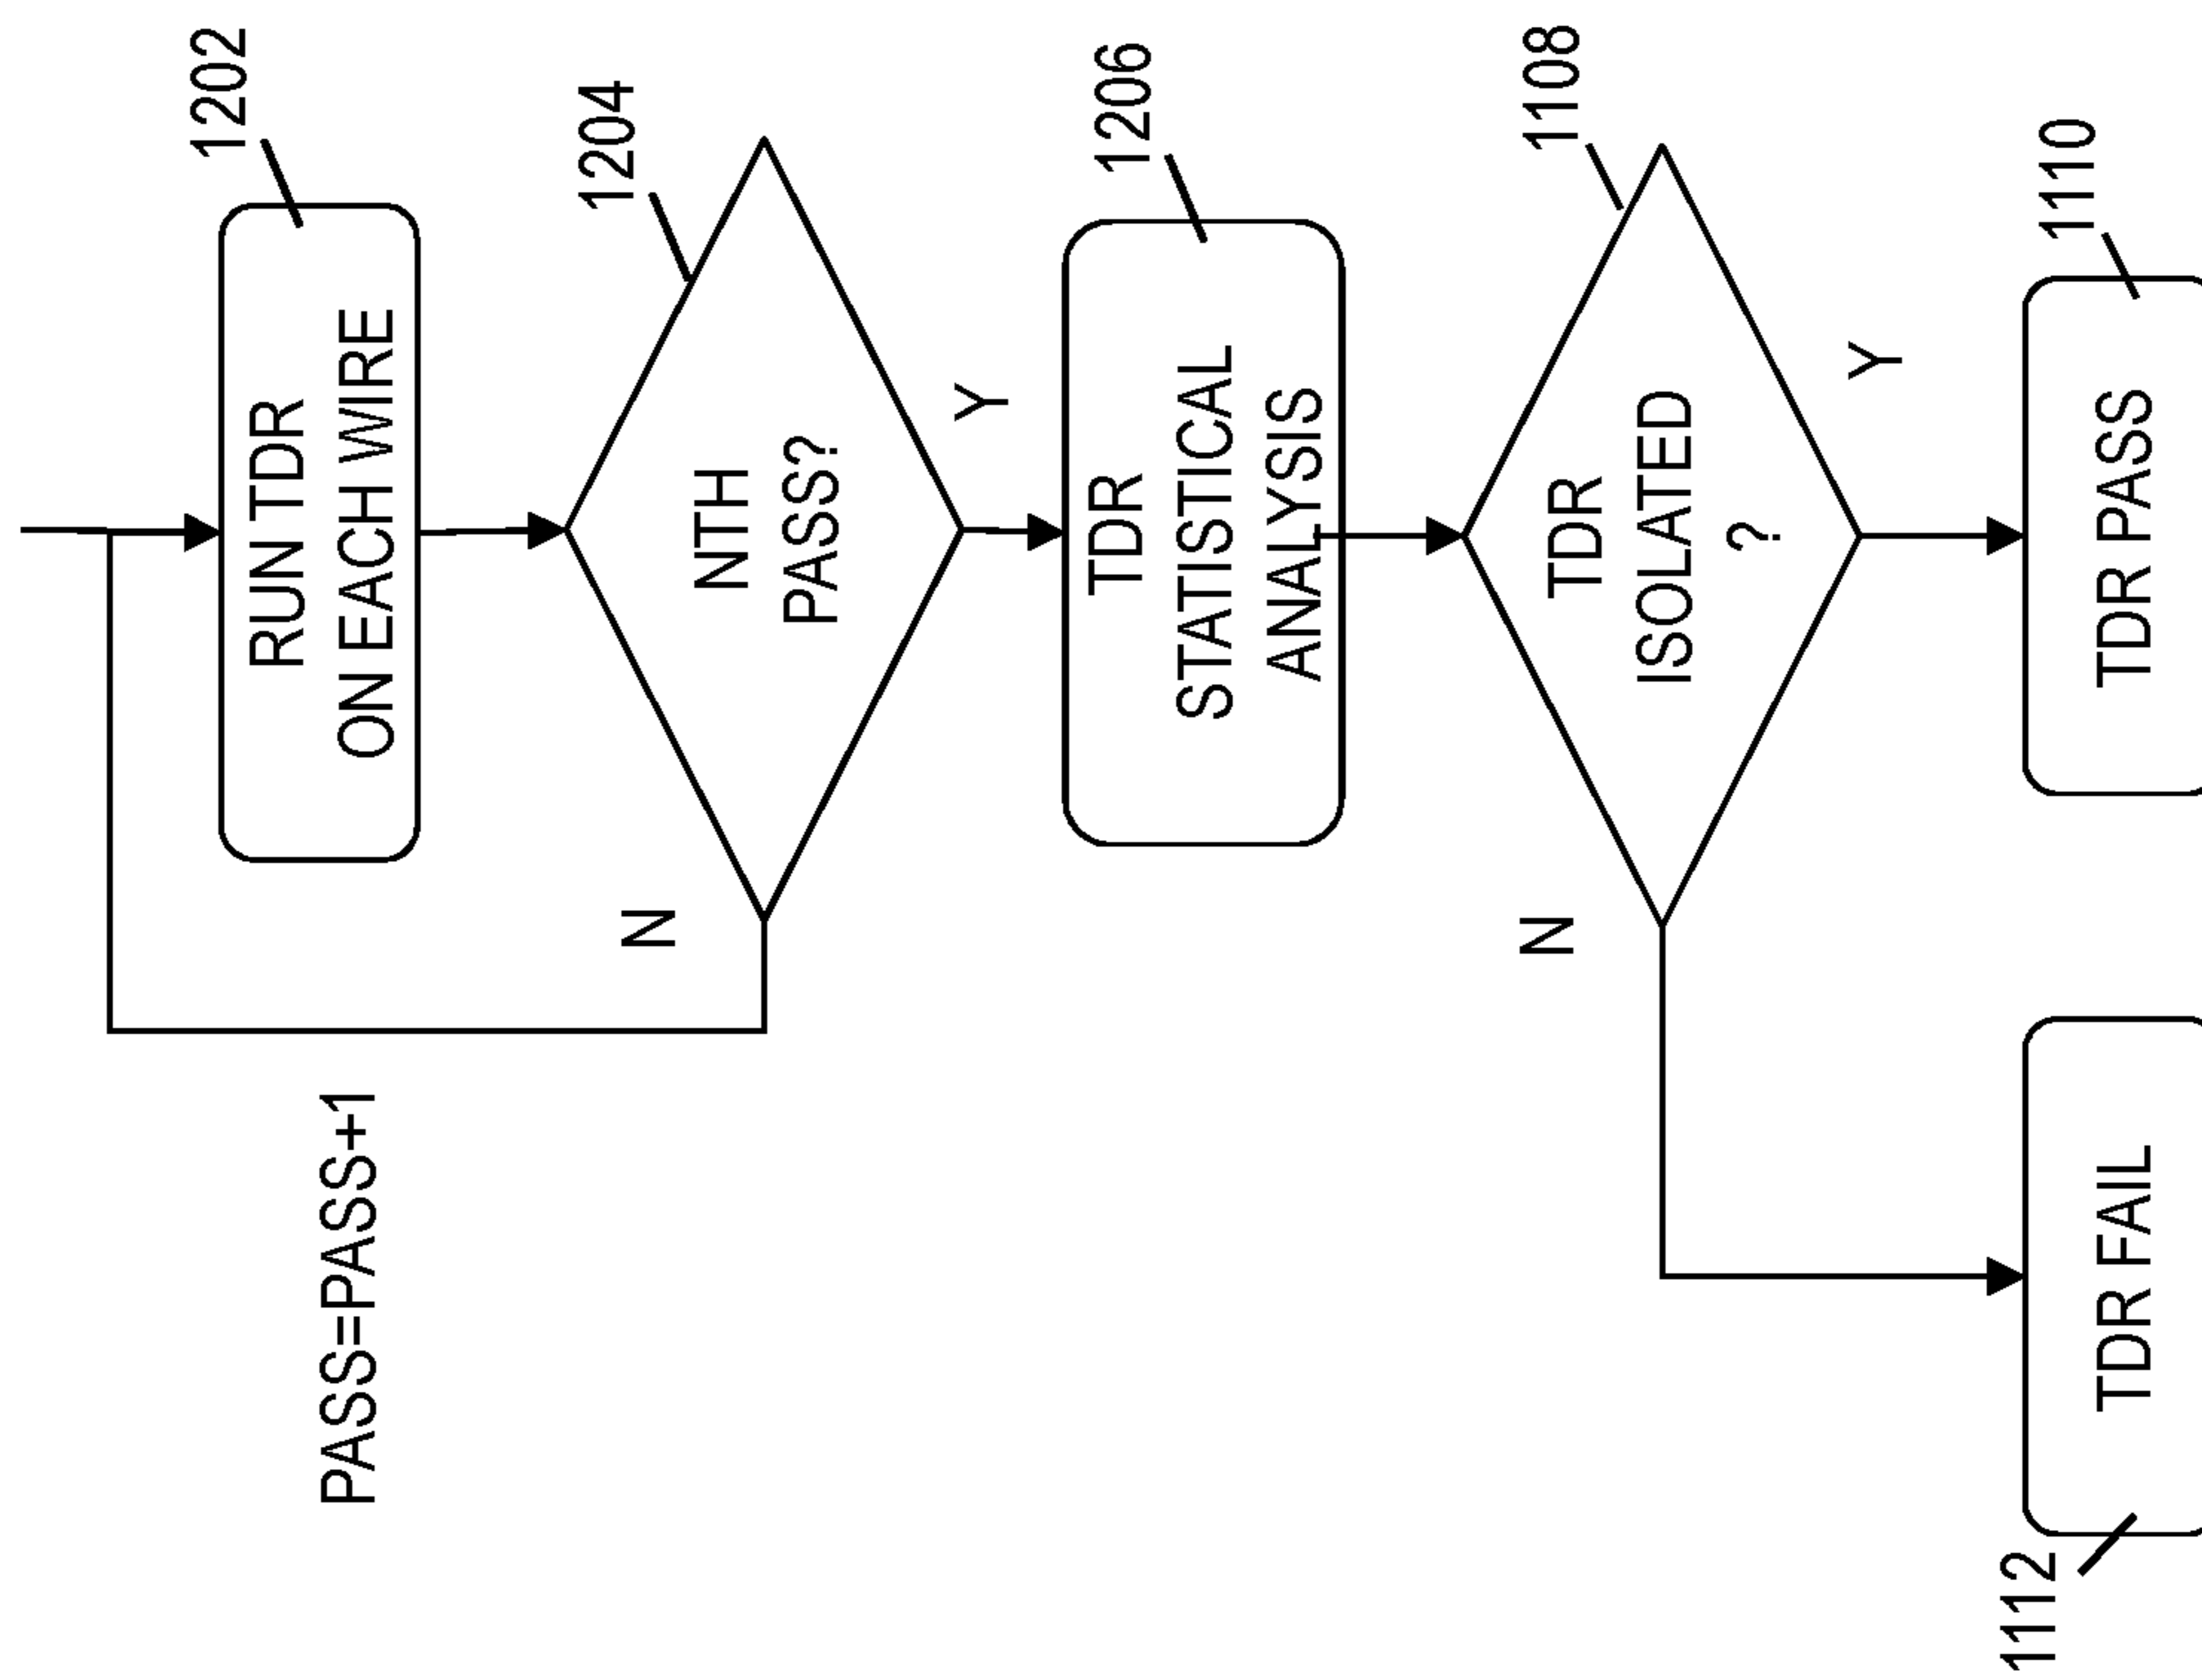 1202
RUN TDR
ON EACH WIRE
PASS=PASS+1
1204
N
NTH
PASS?
Y
1206
TDR
STATISTICAL
ANALYSIS
1108
N
TDR
ISOLATED
?
Y
1110
TDR PASS
1112
TDR FAIL